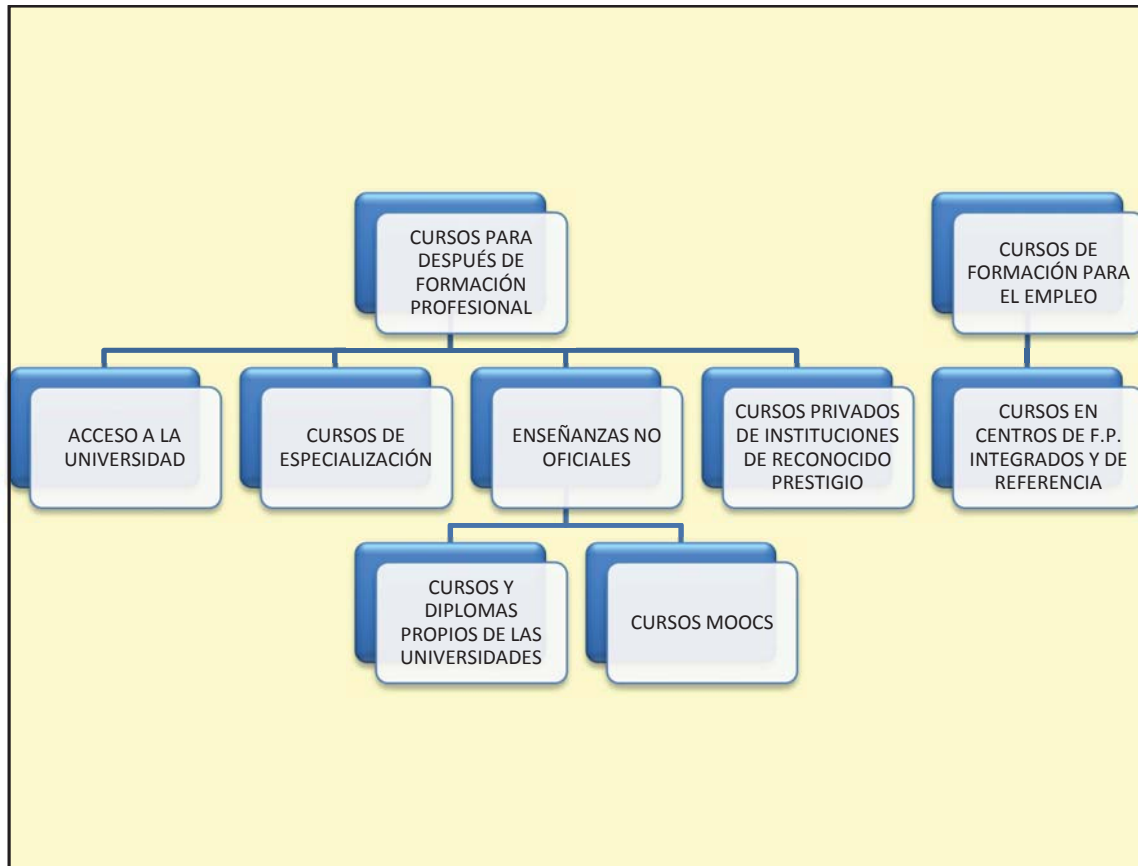 CURSOS PARA
DESPUÉS DE
FORMACIÓN
PROFESIONAL
CURSOS DE
FORMACIÓN PARA
EL EMPLEO
ACCESO A LA
UNIVERSIDAD
CURSOS DE
ESPECIALIZACIÓN
ENSEÑANZAS NO
OFICIALES
CURSOS PRIVADOS
DE INSTITUCIONES
DE RECONOCIDO
PRESTIGIO
CURSOS EN
CENTROS DE F.P.
INTEGRADOS Y DE
REFERENCIA
CURSOS Y
DIPLOMAS
PROPIOS DE LAS
UNIVERSIDADES
CURSOS MOOCS